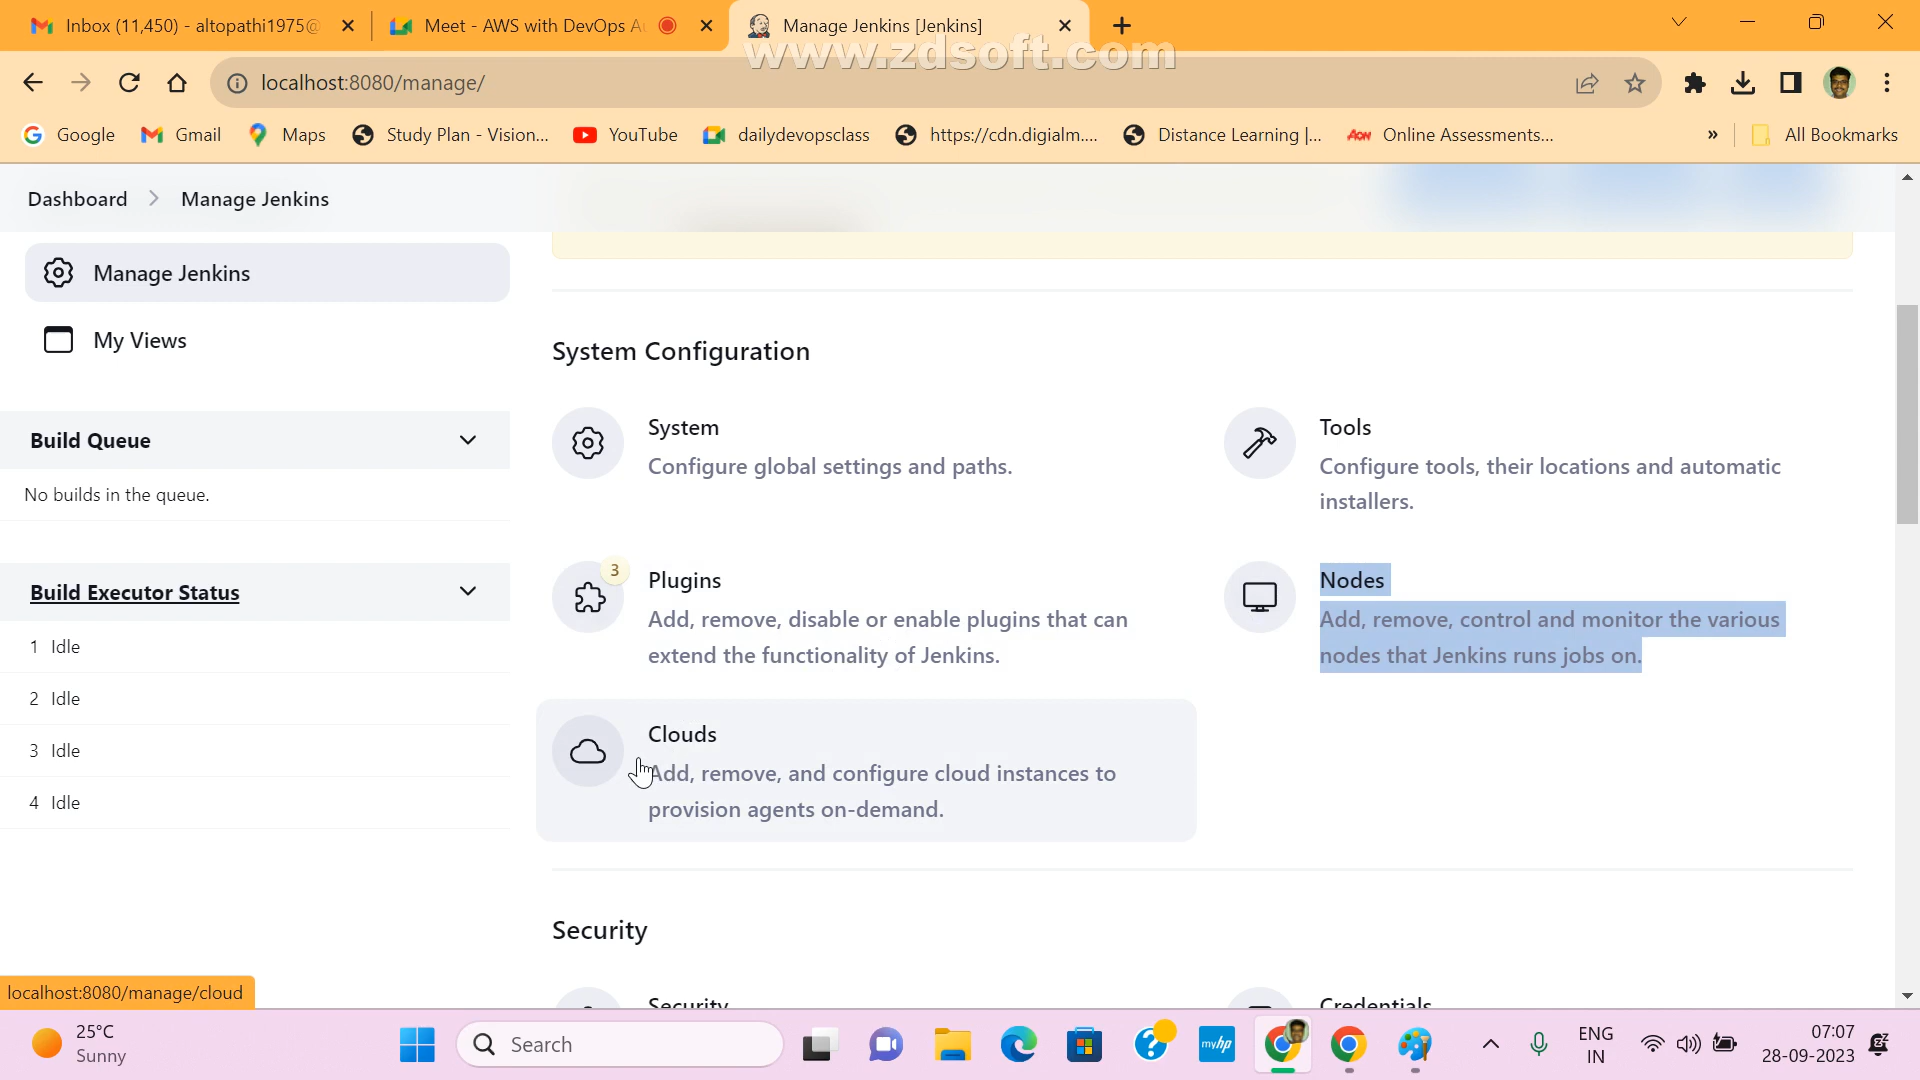 Inbox (11,450) - altopathi1975@
Meet - AWS with DevOps A
Manage Jenkins [Jenkins]
www.zdsoft.com
localhost:8080/manage/
Google
Gmail
Maps
Study Plan - Vision...
YouTube
dailydevopsclass
https://cdn.digialm....
Distance Learning |...
Aon
Online Assessments...
»
All Bookmarks
Dashboard
Manage Jenkins
Manage Jenkins
My Views
Build Queue
No builds in the queue.
Build Executor Status
1 Idle
2 Idle
3 Idle
4 Idle
System Configuration
System
Configure global settings and paths.
Tools
Configure tools, their locations and automatic
installers.
3
Plugins
Add, remove, disable or enable plugins that can
extend the functionality of Jenkins.
Nodes
Add, remove, control and monitor the various
nodes that Jenkins runs jobs on.
Clouds
Add, remove, and configure cloud instances to
provision agents on-demand.
Security
Security
Credentials
localhost:8080/manage/cloud
25°C
Sunny
Search
myhp
ENG
IN
07:07
28-09-2023